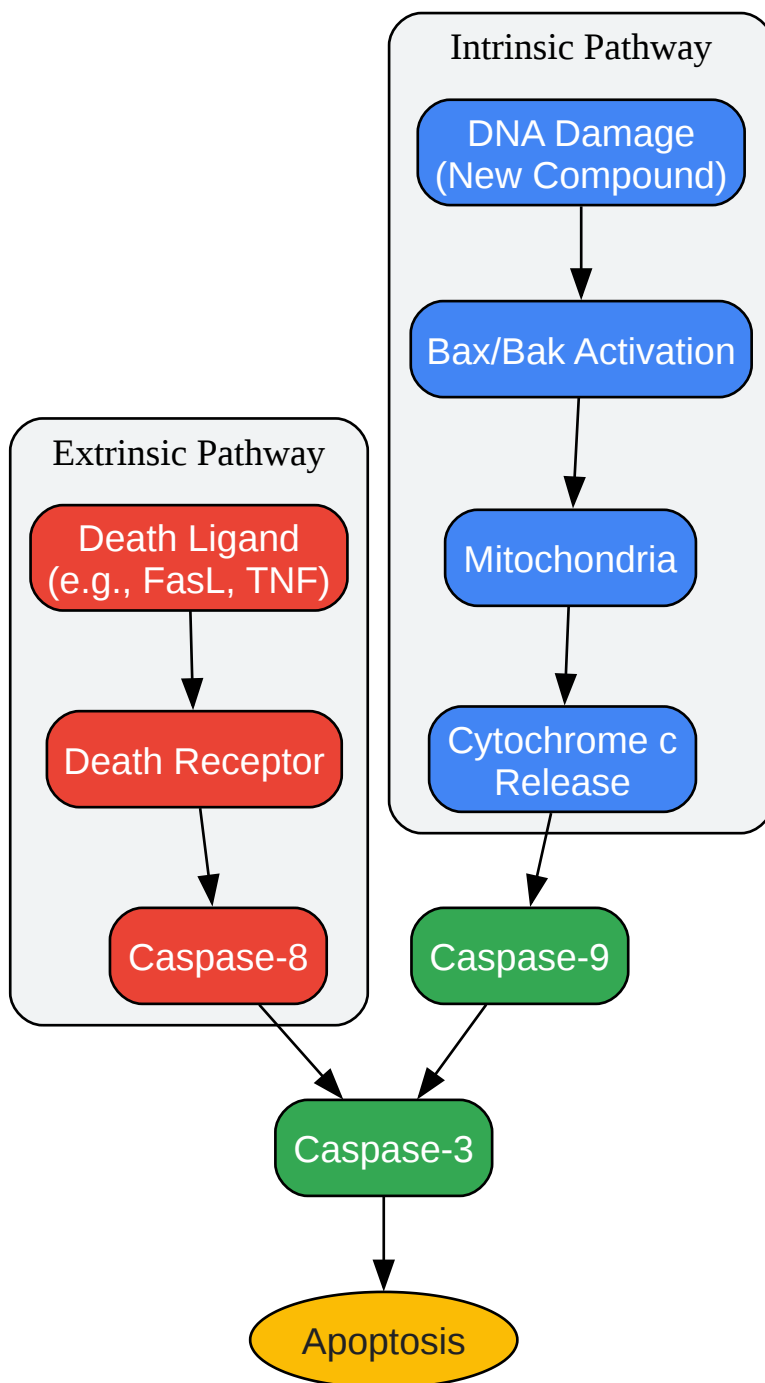 Intrinsic Pathway
DNA Damage
(New Compound)
Bax/Bak Activation
Extrinsic Pathway
Death Ligand
(e.g., FasL, TNF)
Mitochondria
Death Receptor
Cytochrome c
Release
Caspase-8
Caspase-9
Caspase-3
Apoptosis